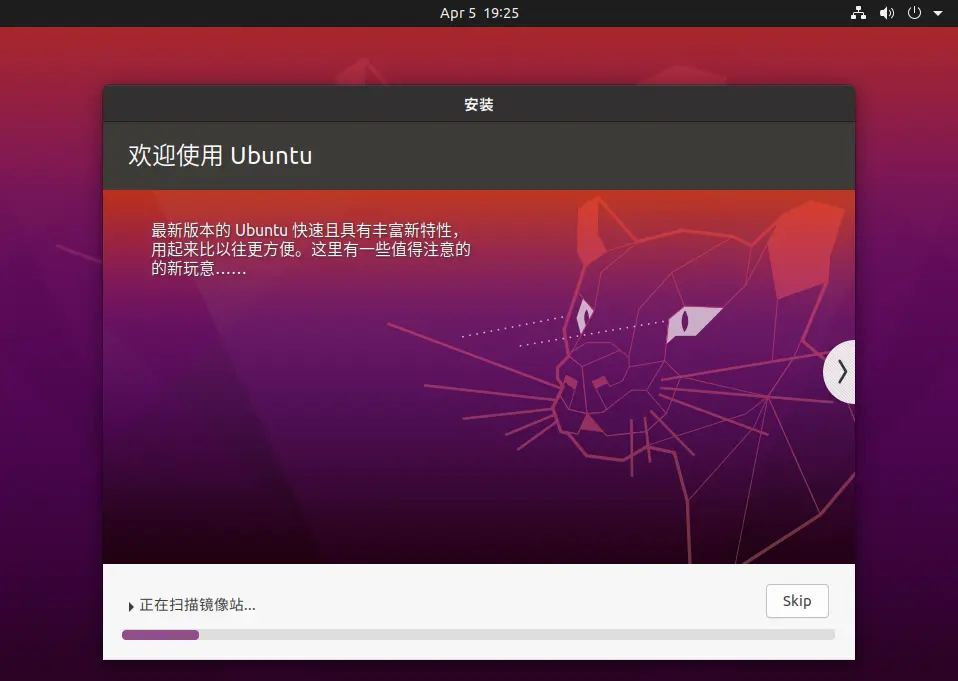 Apr 5 19:25
安装
欢迎使用 Ubuntu
最新版本的 Ubuntu 快速且具有丰富新特性，
用起来比以往更方便。这里有一些值得注意的
的新玩意……
正在扫描镜像站...
Skip